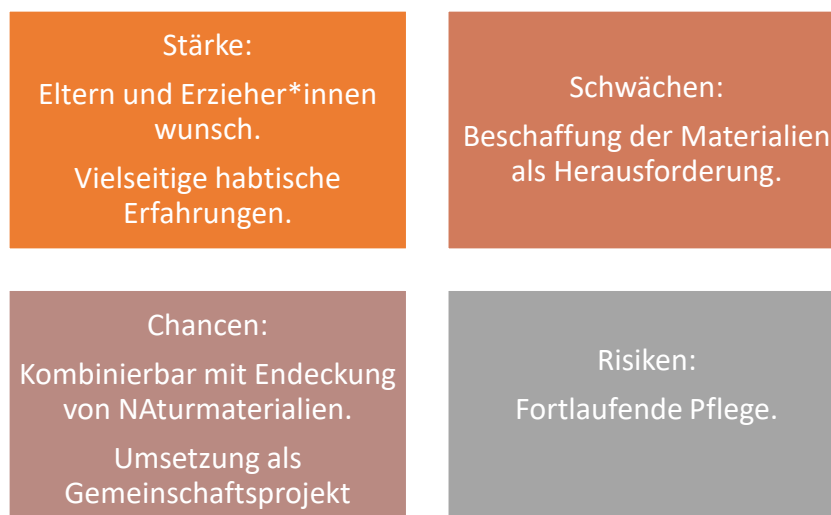 Stärke:
Eltern und Erzieher*innen
wunsch.
Vielseitige habtische
Erfahrungen.
Schwächen:
Beschaffung der Materialien
als Herausforderung.
Chancen:
Kombinierbar mit Endeckung
von NAturmaterialien.
Umsetzung als
Gemeinschaftsprojekt
Risiken:
Fortlaufende Pflege.